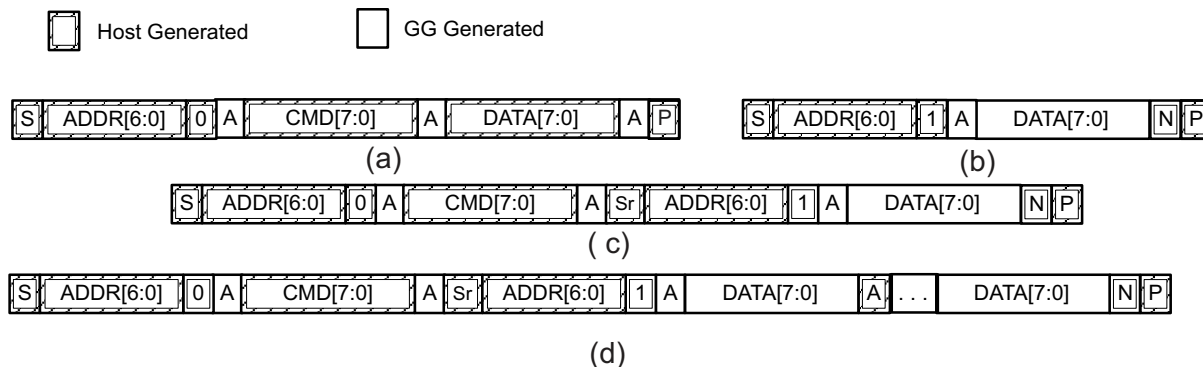 Host Generated GG Generated
S ADDR[6:0] 0 A CMD[7:0] A DATA[7:0] A P S ADDR[6:0] 1 A DATA[7:0] N P
(a) (b)
S ADDR[6:0] 0 A CMD[7:0] A Sr ADDR[6:0] 1 A DATA[7:0] N P
( c)
S ADDR[6:0] 0 A CMD[7:0] A Sr ADDR[6:0] 1 A DATA[7:0] A . . . DATA[7:0] N P
(d)